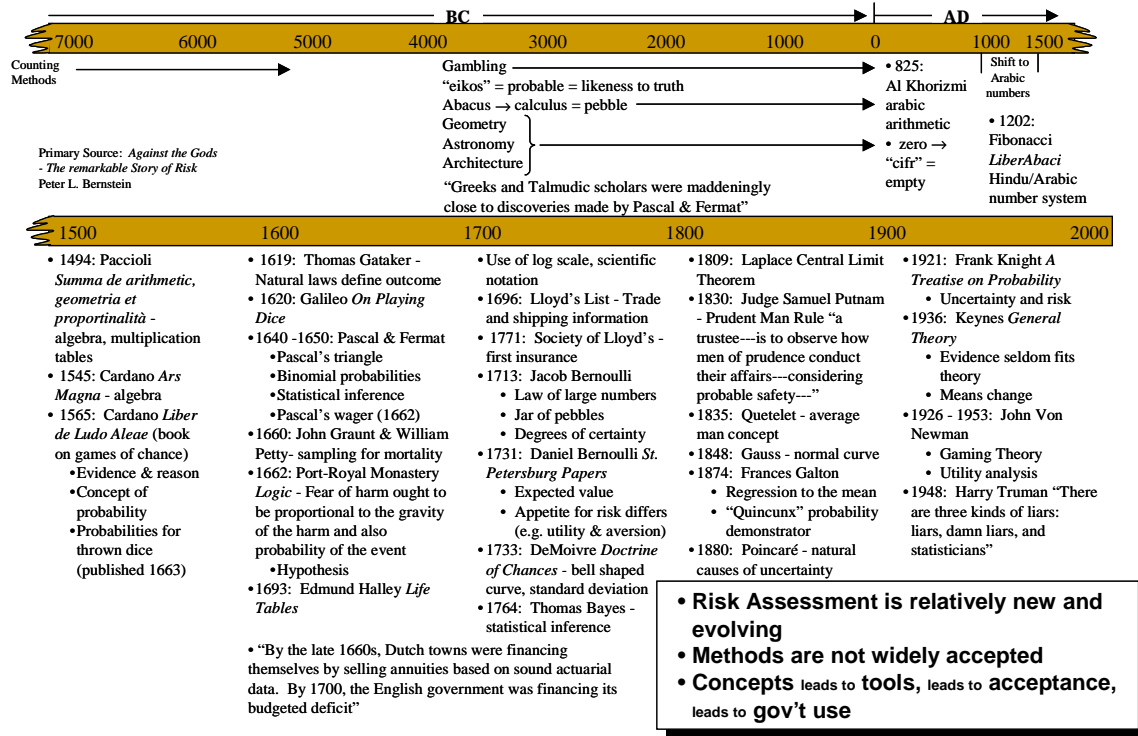 BC
AD
7000 6000 5000 4000 3000 2000 1000 0 1000 1500
Counting
Methods
Gambling
“eikos” = probable = likeness to truth
Abacus → calculus = pebble
Geometry
Astronomy
Architecture
“Greeks and Talmudic scholars were maddeningly
close to discoveries made by Pascal & Fermat”
• 825:
Al Khorizmi
arabic
arithmetic
• zero →
“cifr” =
empty
Shift to
Arabic
numbers
• 1202:
Fibonacci
LiberAbaci
Hindu/Arabic
number system
Primary Source: Against the Gods
- The remarkable Story of Risk
Peter L. Bernstein
1500 1600 1700 1800 1900 2000
• 1494: Paccioli
Summa de arithmetic,
geometria et
proportinalità -
algebra, multiplication
tables
• 1545: Cardano Ars
Magna - algebra
• 1565: Cardano Liber
de Ludo Aleae (book
on games of chance)
•Evidence & reason
•Concept of
probability
•Probabilities for
thrown dice
(published 1663)
• 1619: Thomas Gataker -
Natural laws define outcome
• 1620: Galileo On Playing
Dice
•1640 -1650: Pascal & Fermat
•Pascal’s triangle
•Binomial probabilities
•Statistical inference
•Pascal’s wager (1662)
•1660: John Graunt & William
Petty- sampling for mortality
•1662: Port-Royal Monastery
Logic - Fear of harm ought to
be proportional to the gravity
of the harm and also
probability of the event
•Hypothesis
•1693: Edmund Halley Life
Tables
• “By the late 1660s, Dutch towns were financing
themselves by selling annuities based on sound actuarial
data. By 1700, the English government was financing its
budgeted deficit”
•Use of log scale, scientific
notation
•1696: Lloyd’s List - Trade
and shipping information
• 1771: Society of Lloyd’s -
first insurance
•1713: Jacob Bernoulli
• Law of large numbers
• Jar of pebbles
• Degrees of certainty
•1731: Daniel Bernoulli St.
Petersburg Papers
• Expected value
• Appetite for risk differs
(e.g. utility & aversion)
•1733: DeMoivre Doctrine
of Chances - bell shaped
curve, standard deviation
•1764: Thomas Bayes -
statistical inference
•1809: Laplace Central Limit
Theorem
•1830: Judge Samuel Putnam
- Prudent Man Rule “a
trustee---is to observe how
men of prudence conduct
their affairs---considering
probable safety---”
•1835: Quetelet - average
man concept
•1848: Gauss - normal curve
•1874: Frances Galton
• Regression to the mean
• “Quincunx” probability
demonstrator
•1880: Poincaré - natural
causes of uncertainty
•1921: Frank Knight A
Treatise on Probability
• Uncertainty and risk
•1936: Keynes General
Theory
• Evidence seldom fits
theory
• Means change
•1926 - 1953: John Von
Newman
• Gaming Theory
• Utility analysis
•1948: Harry Truman “There
are three kinds of liars:
liars, damn liars, and
statisticians”
• Risk Assessment is relatively new and
evolving
• Methods are not widely accepted
• Concepts leads to tools, leads to acceptance,
leads to gov’t use